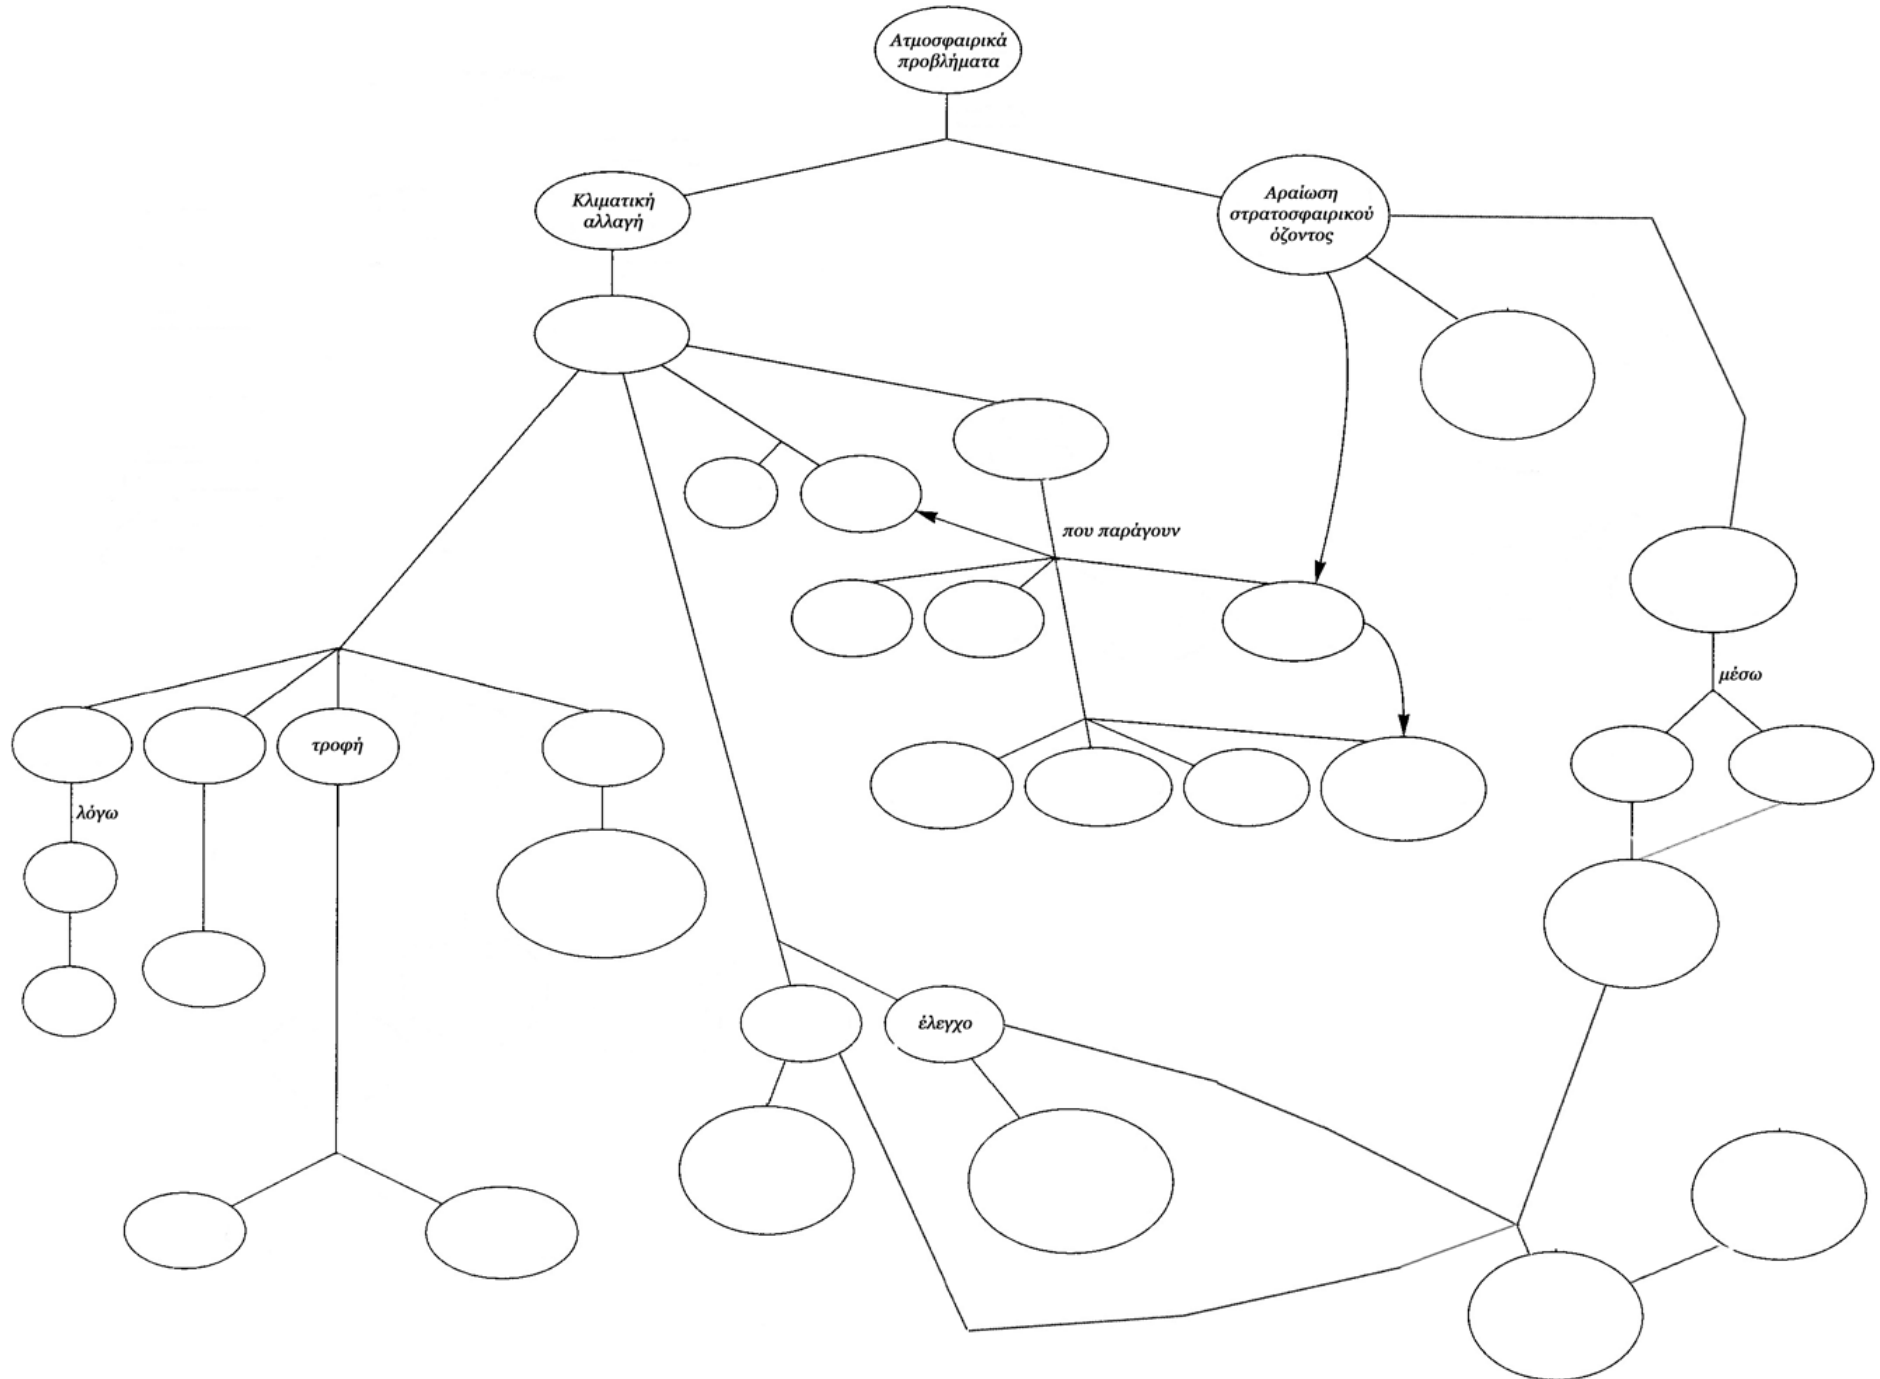 Ατμοσφαιρικά
προβλήματα
Κλιματική
αλλαγή
Αραίωση
στρατοσφαιρικού
όζοντος
που παράγουν
μέσω
τροφή
λόγω
έλεγχο